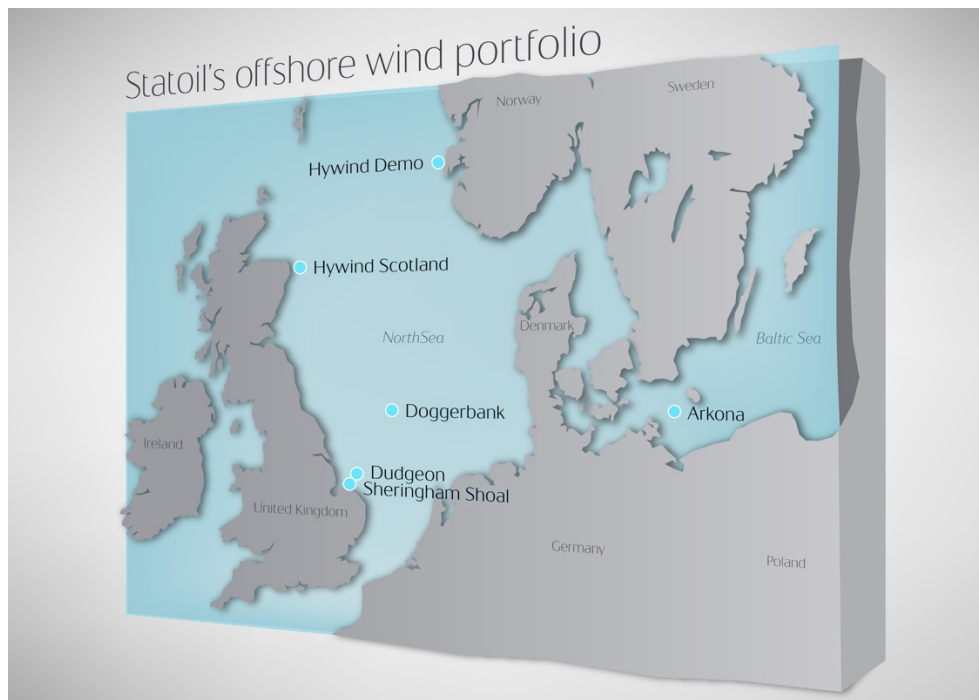 Statoil's offshore wind portfolio
Norway
Sweden
Hywind Demo
Hywind Scotland
Denmark
NorthSea
Baltic Sea
Doggerbank
Arkona
Ireland
Dudgeon
Sheringham Shoal
United Kingdom
Germany
Poland